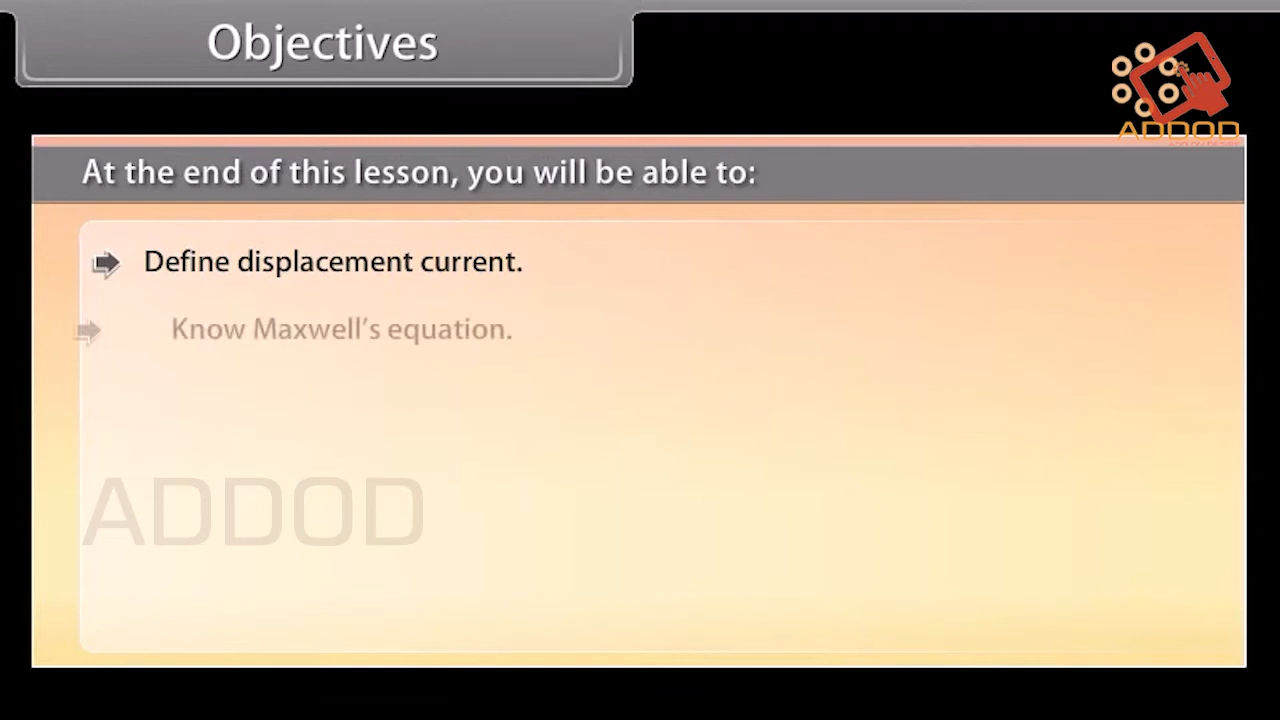 Objectives
ADDOD
At the end of this lesson, you will be able to:
Define displacement current.
Know Maxwell's equation.
ADDOD